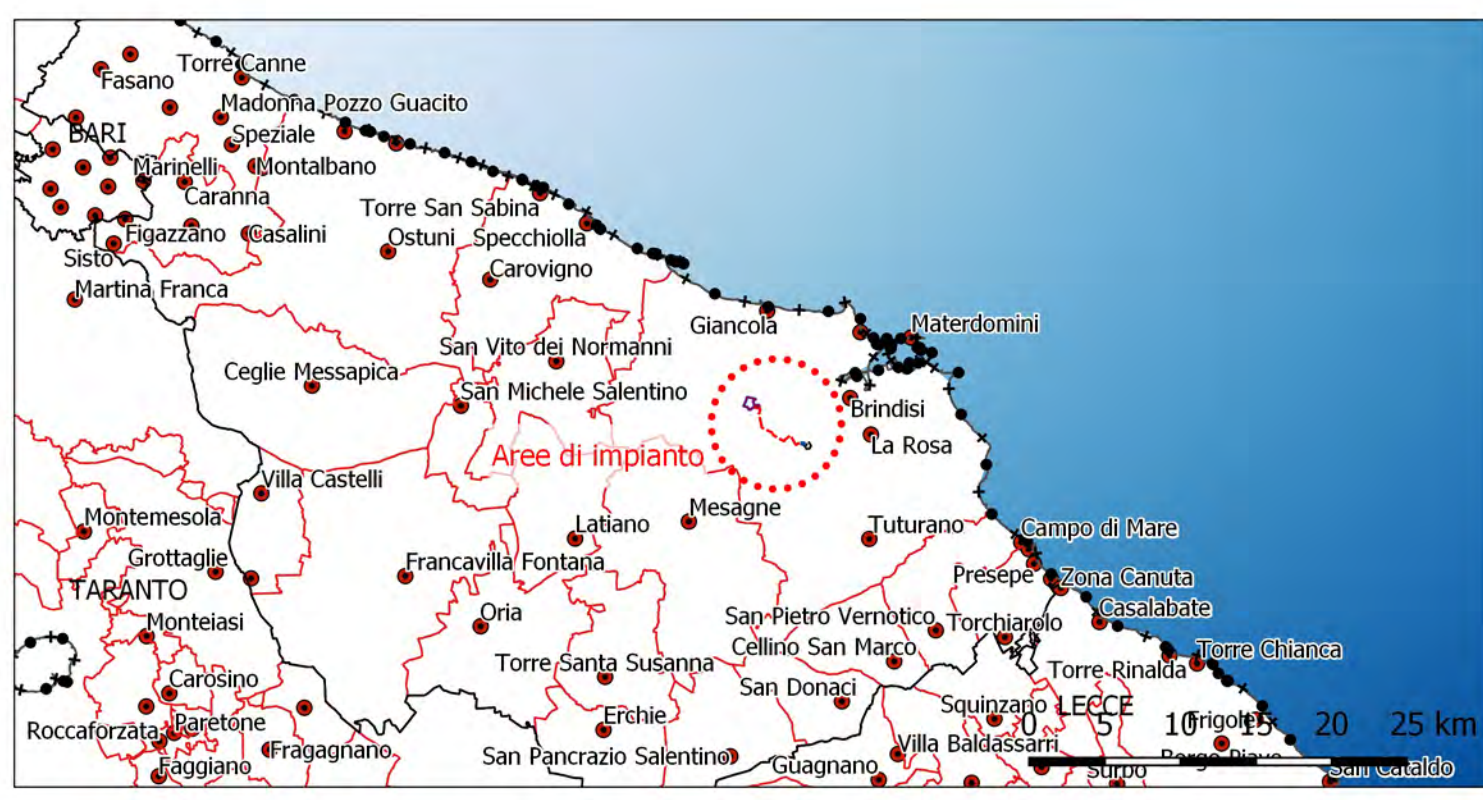 Torre Canne
Fasano
Madonna Pozzo Guacito
BARI
Speziale
Marinelli
Montalbano
Caranna
Torre San Sabina
Figazzano
Casalini
Ostuni
Specchiolla
Sisto
Carovigno
Martina Franca
Giancola
Materdomini
San Vito dei Normanni
Ceglie Messapica
San Michele Salentino
Brindisi
La Rosa
Aree di impianto
Villa Castelli
Mesagne
Montemesola
Latiano
Tuturano
Campo di Mare
Grottaglie
Francavilla Fontana
Presepe
Zona Canuta
TARANTO
Casalabate
Oria
San Pietro Vernotico
Torchiarolo
Monteiasi
Cellino San Marco
Torre Chianca
Torre Santa Susanna
Torre Rinalda
Carosino
San Donaci
Squinzano
LECCE
Roccaforzata
Paretone
Erchie
Frigole
0 5 10 15 20 25 km
Fragagnano
San Pancrazio Salentino
Villa Baldassarri
Borgo Piave
Faggiano
Guagnano
Surbo
San Cataldo